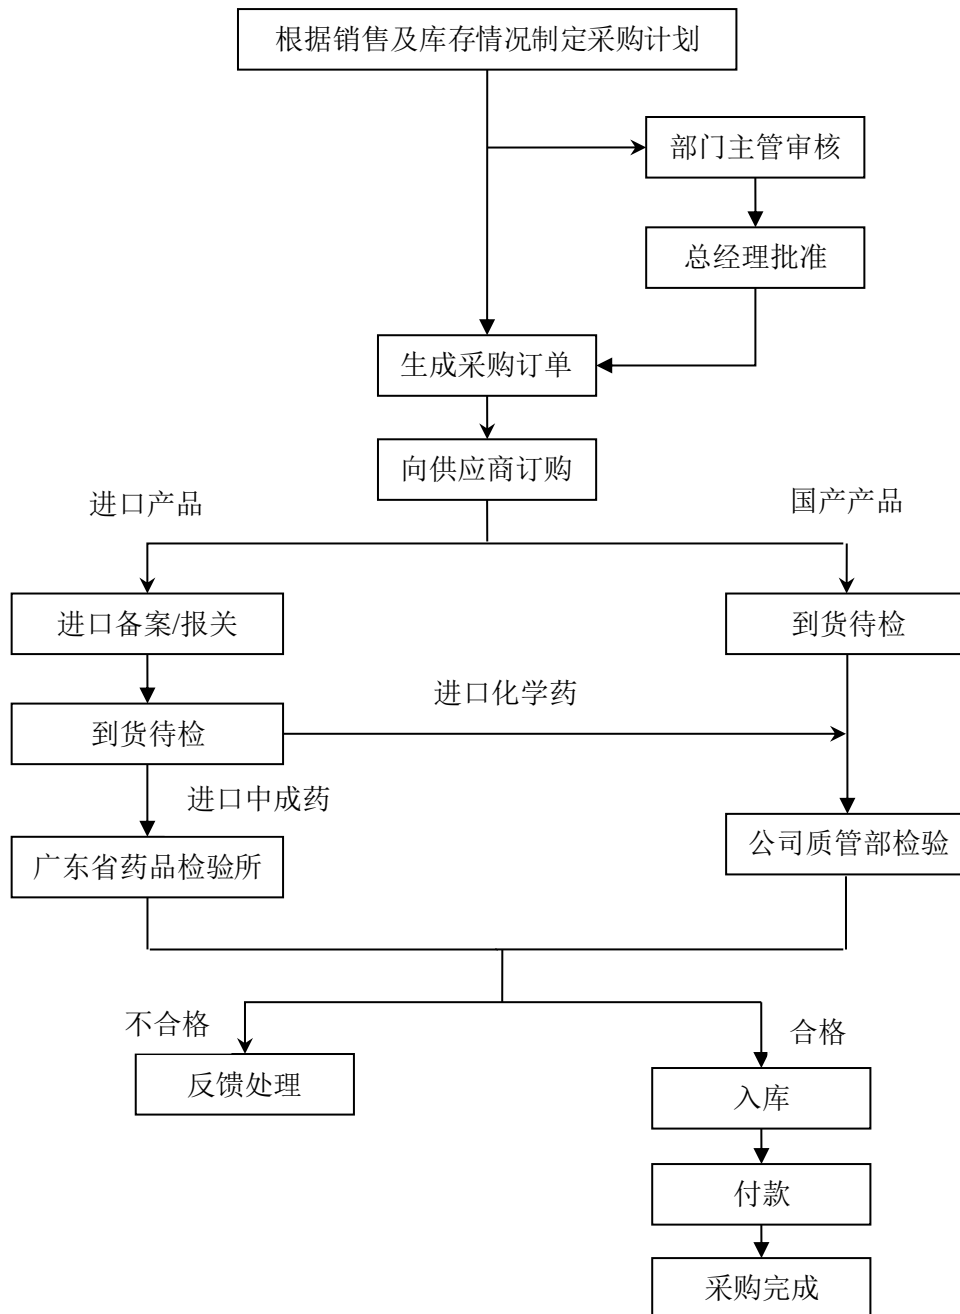 根据销售及库存情况制定采购计划
部门主管审核
总经理批准
生成采购订单
向供应商订购
进口产品
国产产品
进口备案/报关
到货待检
进口化学药
到货待检
进口中成药
公司质管部检验
广东省药品检验所
不合格
合格
反馈处理
入库
付款
采购完成